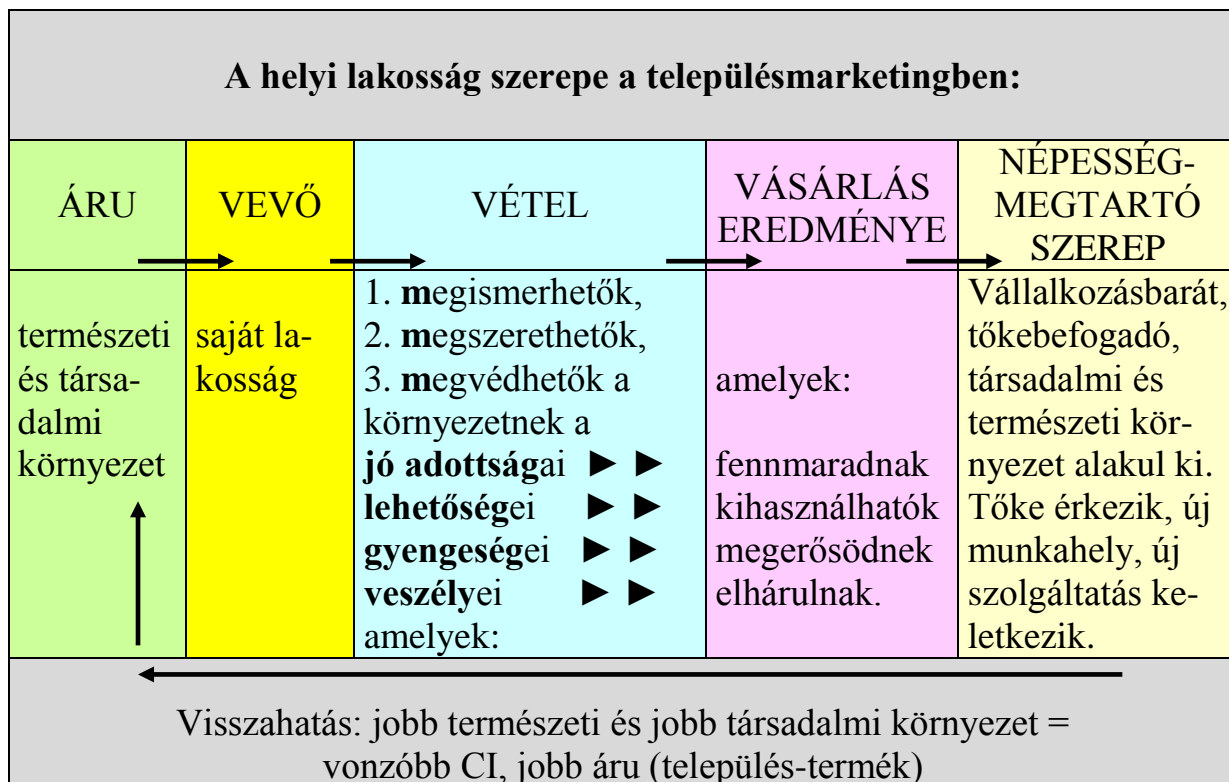 A helyi lakosság szerepe a településmarketingben:
ÁRU
VEVŐ
VÉTEL
VÁSÁRLÁS
EREDMÉNYE
NÉPESSÉG-
MEGTARTÓ
SZEREP
természeti
és társa-
dalmi
környezet
saját la-
kosság
1. megismerhetők,
2. megszerethetők,
3. megvédhetők a
környezetnek a
jó adottságai ► ►
lehetőségei ► ►
gyengeségei ► ►
veszélyei ► ►
amelyek:
amelyek:
fennmaradnak
kihasználhatók
megerősödnek
elhárulnak.
Vállalkozásbarát,
tőkebefogadó,
társadalmi és
természeti kör-
nyezet alakul ki.
Tőke érkezik, új
munkahely, új
szolgáltatás ke-
letkezik.
Visszahatás: jobb természeti és jobb társadalmi környezet =
vonzóbb CI, jobb áru (település-termék)